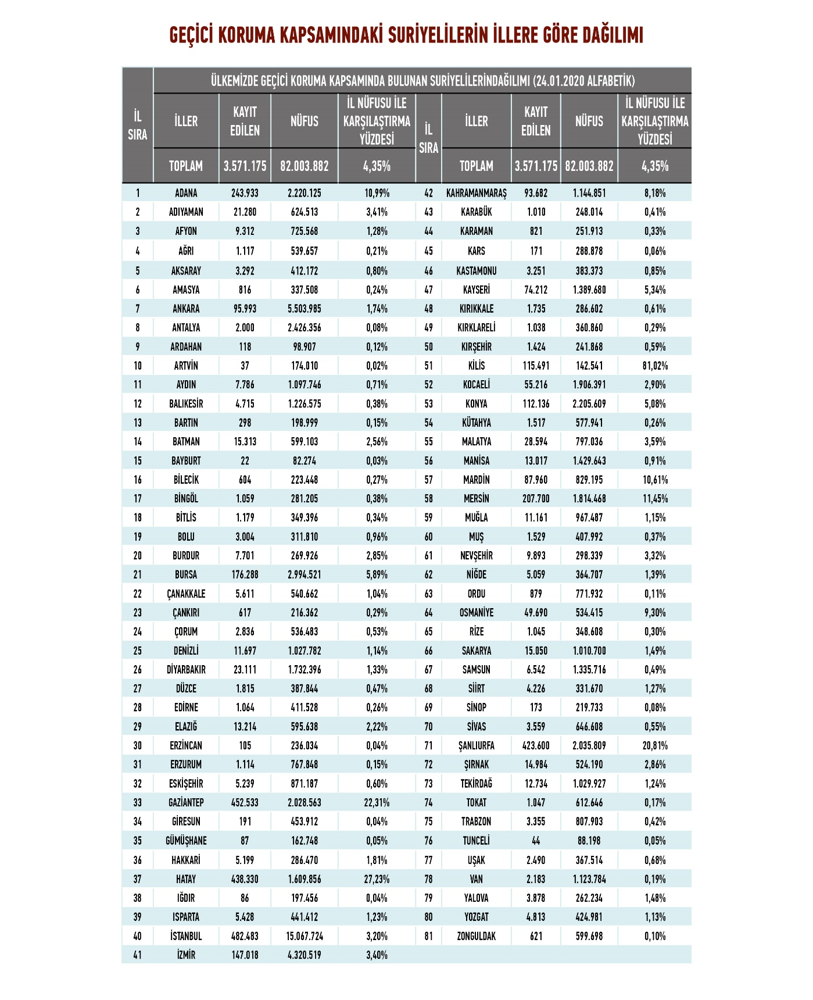 GEÇİCİ KORUMA KAPSAMINDAKİ SURİYELİLERİN İLLERE GÖRE DAĞILIMI
ÜLKEMİZDE GEÇİCİ KORUMA KAPSAMINDA BULUNAN SURİYELİLERİNDAĞILIMI (24.01.2020 ALFABETİK)
İL SIRA İLLER KAYIT EDİLEN NÜFUS İL NÜFUSU İLE KARŞILAŞTIRMA YÜZDESİ İL SIRA İLLER KAYIT EDİLEN NÜFUS İL NÜFUSU İLE KARŞILAŞTIRMA YÜZDESİ
TOPLAM 3.571.175 82.003.882 4,35% TOPLAM 3.571.175 82.003.882 4,35%
1 ADANA 243.933 2.220.125 10,99% 42 KAHRAMANMARAŞ 93.682 1.144.851 8,18%
2 ADIYAMAN 21.280 624.513 3,41% 43 KARABÜK 1.010 248.014 0,41%
3 AFYON 9.312 725.568 1,28% 44 KARAMAN 821 251.913 0,33%
4 AĞRI 1.117 539.657 0,21% 45 KARS 171 288.878 0,06%
5 AKSARAY 3.292 412.172 0,80% 46 KASTAMONU 3.251 383.373 0,85%
6 AMASYA 816 337.508 0,24% 47 KAYSERİ 74.212 1.389.680 5,34%
7 ANKARA 95.993 5.503.985 1,74% 48 KIRIKKALE 1.735 286.602 0,61%
8 ANTALYA 2.000 2.426.356 0,08% 49 KIRKLARELİ 1.038 360.860 0,29%
9 ARDAHAN 118 98.907 0,12% 50 KIRŞEHİR 1.424 241.868 0,59%
10 ARTVİN 37 174.010 0,02% 51 KİLİS 115.491 142.541 81,02%
11 AYDIN 7.786 1.097.746 0,71% 52 KOCAELİ 55.216 1.906.391 2,90%
12 BALIKESİR 4.715 1.226.575 0,38% 53 KONYA 112.136 2.205.609 5,08%
13 BARTIN 298 198.999 0,15% 54 KÜTAHYA 1.517 577.941 0,26%
14 BATMAN 15.313 599.103 2,56% 55 MALATYA 28.594 797.036 3,59%
15 BAYBURT 22 82.274 0,03% 56 MANİSA 13.017 1.429.643 0,91%
16 BİLECİK 604 223.448 0,27% 57 MARDİN 87.960 829.195 10,61%
17 BİNGÖL 1.059 281.205 0,38% 58 MERSİN 207.700 1.814.468 11,45%
18 BİTLİS 1.179 349.396 0,34% 59 MUĞLA 11.161 967.487 1,15%
19 BOLU 3.004 311.810 0,96% 60 MUŞ 1.529 407.992 0,37%
20 BURDUR 7.701 269.926 2,85% 61 NEVŞEHİR 9.893 298.339 3,32%
21 BURSA 176.288 2.994.521 5,89% 62 NİĞDE 5.059 364.707 1,39%
22 ÇANAKKALE 5.611 540.662 1,04% 63 ORDU 879 771.932 0,11%
23 ÇANKIRI 617 216.362 0,29% 64 OSMANİYE 49.690 534.415 9,30%
24 ÇORUM 2.836 536.483 0,53% 65 RİZE 1.045 348.608 0,30%
25 DENİZLİ 11.697 1.027.782 1,14% 66 SAKARYA 15.050 1.010.700 1,49%
26 DİYARBAKIR 23.111 1.732.396 1,33% 67 SAMSUN 6.542 1.335.716 0,49%
27 DÜZCE 1.815 387.844 0,47% 68 SİİRT 4.226 331.670 1,27%
28 EDİRNE 1.064 411.528 0,26% 69 SİNOP 173 219.733 0,08%
29 ELAZIĞ 13.214 595.638 2,22% 70 SİVAS 3.559 646.608 0,55%
30 ERZİNCAN 105 236.034 0,04% 71 ŞANLIURFA 423.600 2.035.809 20,81%
31 ERZURUM 1.114 767.848 0,15% 72 ŞIRNAK 14.984 524.190 2,86%
32 ESKİŞEHİR 5.239 871.187 0,60% 73 TEKİRDAĞ 12.734 1.029.927 1,24%
33 GAZİANTEP 452.533 2.028.563 22,31% 74 TOKAT 1.047 612.646 0,17%
34 GİRESUN 191 453.912 0,04% 75 TRABZON 3.355 807.903 0,42%
35 GÜMÜŞHANE 87 162.748 0,05% 76 TUNCELİ 44 88.198 0,05%
36 HAKKARİ 5.199 286.470 1,81% 77 UŞAK 2.490 367.514 0,68%
37 HATAY 438.330 1.609.856 27,23% 78 VAN 2.183 1.123.784 0,19%
38 IĞDIR 86 197.456 0,04% 79 YALOVA 3.878 262.234 1,48%
39 ISPARTA 5.428 441.412 1,23% 80 YOZGAT 4.813 424.981 1,13%
40 İSTANBUL 482.483 15.067.724 3,20% 81 ZONGULDAK 621 599.698 0,10%
41 İZMİR 147.018 4.320.519 3,40%